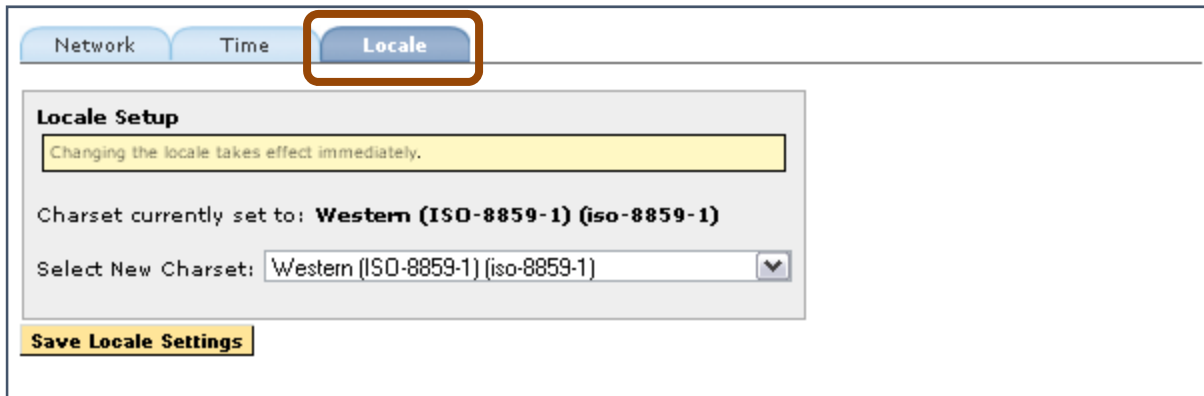 Network Time Locale
Locale Setup
Changing the locale takes effect immediately.
Charset currently set to: Western (ISO-8859-1) (iso-8859-1)
Select New Charset: Western (ISO-8859-1) (iso-8859-1)
Save Locale Settings